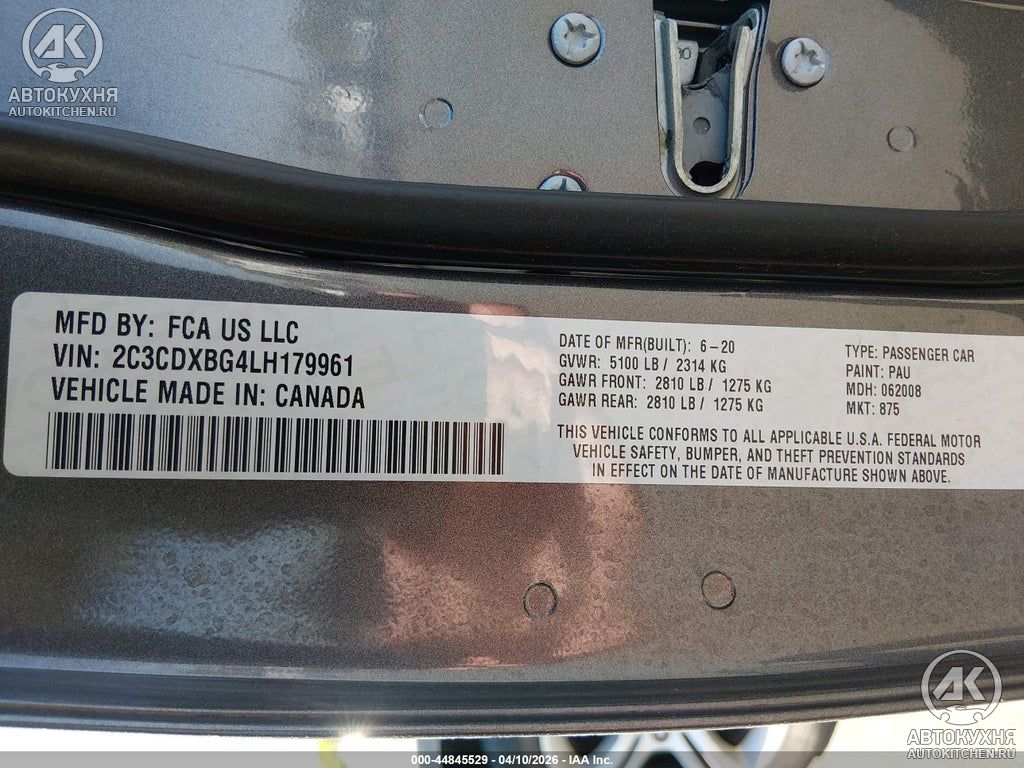 AK
АВТОКУХНЯ
AUTOKITCHEN.RU
MFD BY: FCA US LLC
VIN: 2C3CDXBG4LH179961
VEHICLE MADE IN: CANADA
DATE OF MFR(BUILT): 6-20
GVWR: 5100 LB / 2314 KG
GAWR FRONT: 2810 LB / 1275 KG
GAWR REAR: 2810 LB / 1275 KG
TYPE: PASSENGER CAR
PAINT: PAU
MDH: 062008
MKT: 875
THIS VEHICLE CONFORMS TO ALL APPLICABLE U.S.A. FEDERAL MOTOR
VEHICLE SAFETY, BUMPER, AND THEFT PREVENTION STANDARDS
IN EFFECT ON THE DATE OF MANUFACTURE SHOWN ABOVE.
AK
АВТОКУХНЯ
AUTOKITCHEN.RU
000-44845529 - 04/10/2026 - IAA Inc.